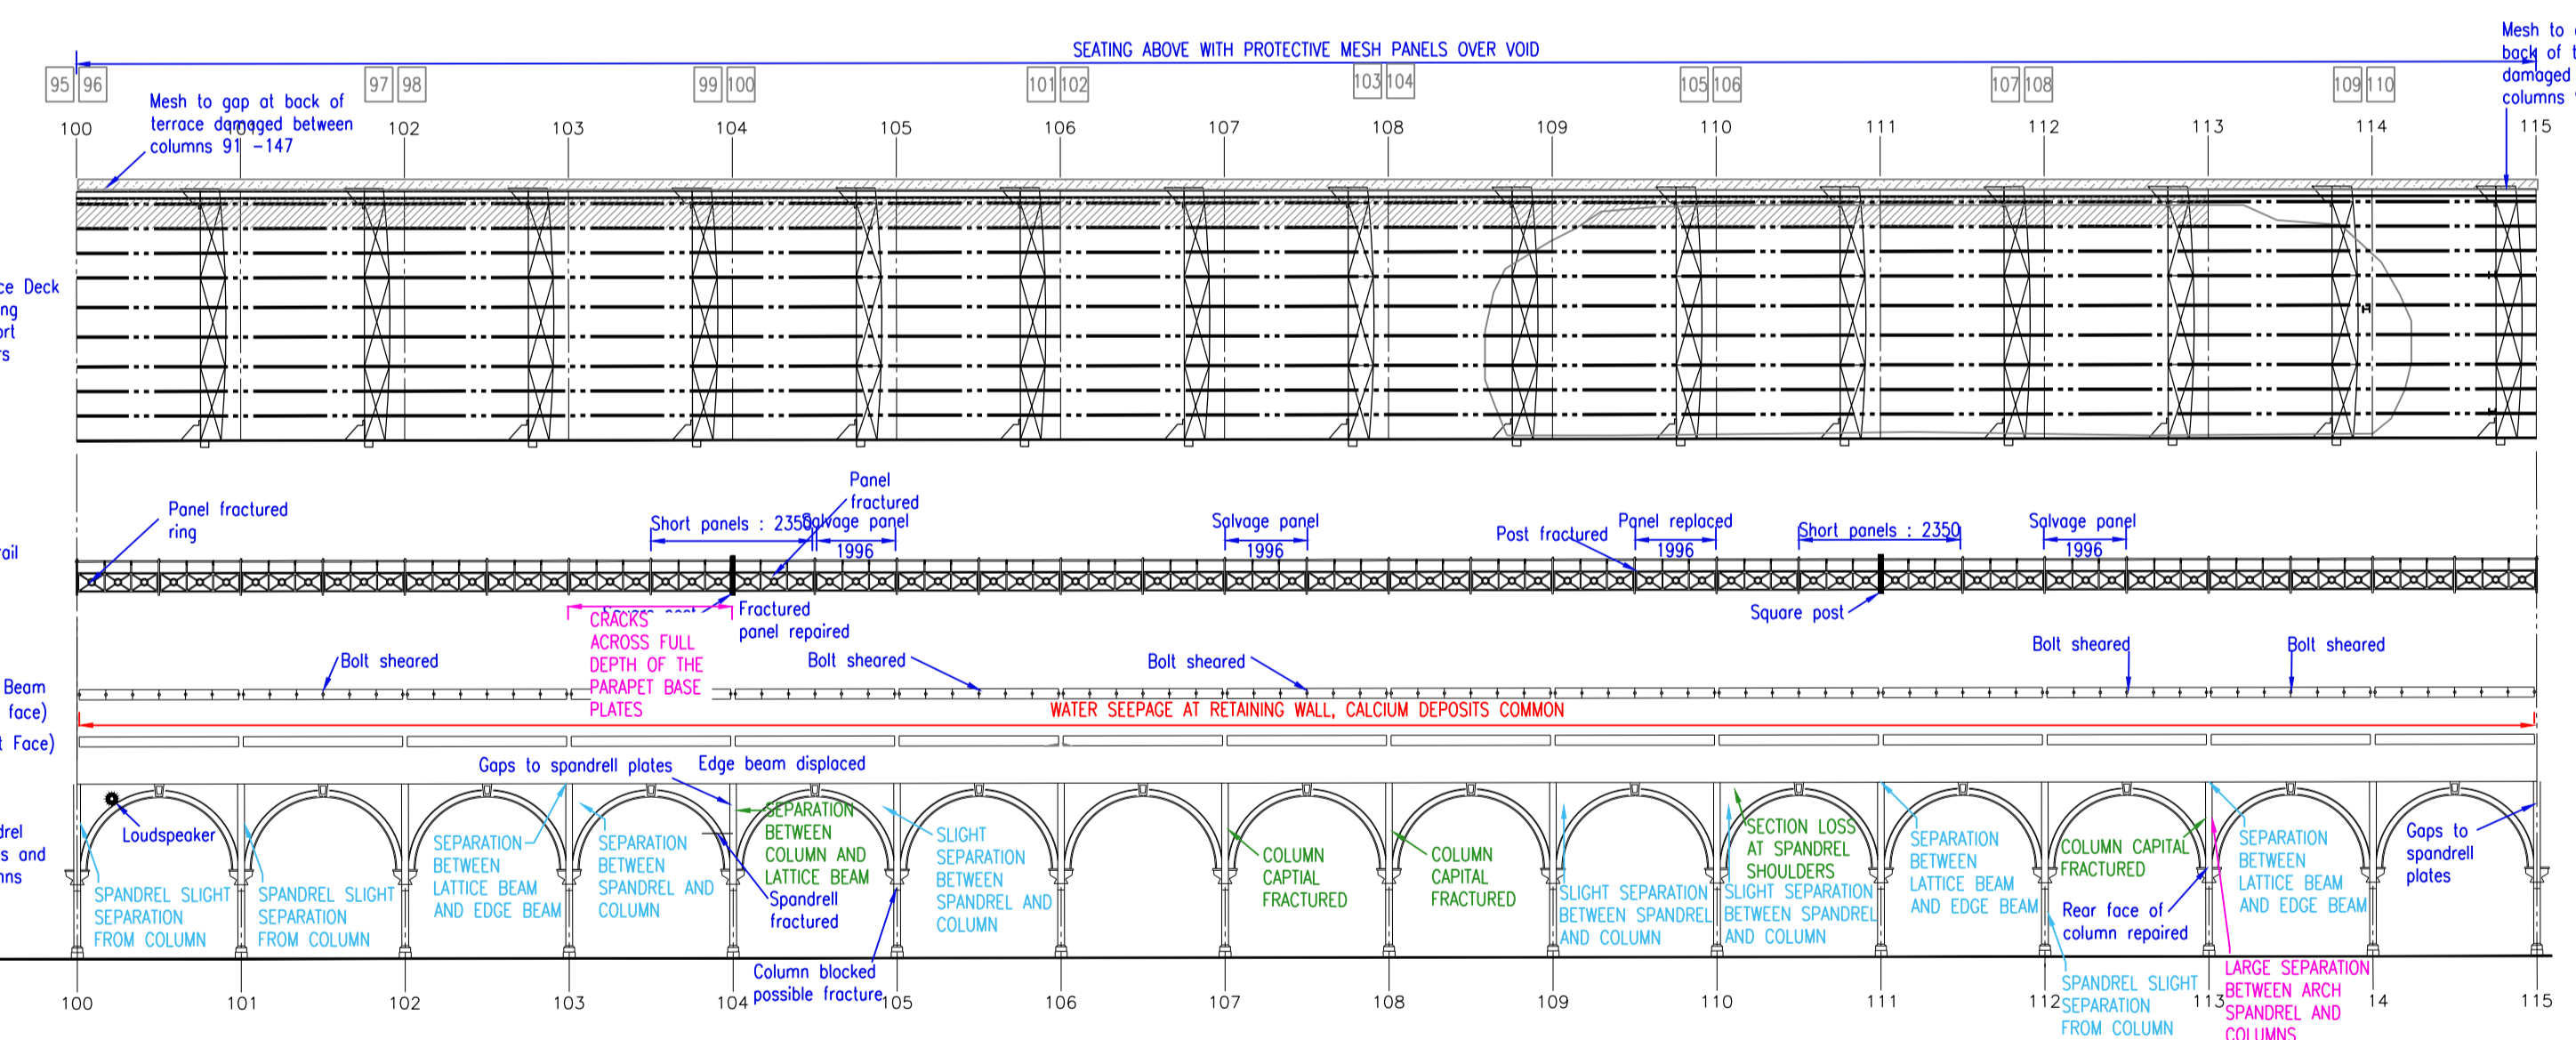 SEATING ABOVE WITH PROTECTIVE MESH PANELS OVER VOID
Mesh to
back of
damaged
columns
95 96
97 98
99 100
101 102
103 104
105 106
107 108
109 110
Mesh to gap at back of
terrace damaged between
columns 91 -147
100 101 102 103 104 105 106 107 108 109 110 111 112 113 114 115
ce Deck
ng
ort
rs
Panel fractured
ring
Short panels : 2350
Panel
fractured
Salvage panel
1996
Salvage panel
1996
Post fractured
Panel replaced
1996
Short panels : 2350
Salvage panel
1996
ail
Square post
Fractured
panel repaired
Square post
CRACKS
ACROSS FULL
DEPTH OF THE
PARAPET BASE
PLATES
Bolt sheared
Bolt sheared
Bolt sheared
Bolt sheared
Bolt sheared
Beam
face)
WATER SEEPAGE AT RETAINING WALL, CALCIUM DEPOSITS COMMON
t Face)
Gaps to spandrell plates
Edge beam displaced
drel
s and
mns
Loudspeaker
SPANDREL SLIGHT
SEPARATION
FROM COLUMN
SPANDREL SLIGHT
SEPARATION
FROM COLUMN
SEPARATION
BETWEEN
LATTICE BEAM
AND EDGE BEAM
SEPARATION
BETWEEN
SPANDREL AND
COLUMN
SEPARATION
BETWEEN
COLUMN AND
LATTICE BEAM
Spandrell
fractured
Column blocked
possible fracture
SLIGHT
SEPARATION
BETWEEN
SPANDREL AND
COLUMN
COLUMN
CAPTIAL
FRACTURED
COLUMN
CAPITAL
FRACTURED
SLIGHT SEPARATION
BETWEEN SPANDREL
AND COLUMN
SECTION LOSS
AT SPANDREL
SHOULDERS
SLIGHT SEPARATION
BETWEEN SPANDREL
AND COLUMN
SEPARATION
BETWEEN
LATTICE BEAM
AND EDGE BEAM
COLUMN CAPITAL
FRACTURED
Rear face of
column repaired
SPANDREL SLIGHT
SEPARATION
FROM COLUMN
SEPARATION
BETWEEN
LATTICE BEAM
AND EDGE BEAM
LARGE SEPARATION
BETWEEN ARCH
SPANDREL AND
COLUMNS
Gaps to
spandrell
plates
100 101 102 103 104 105 106 107 108 109 110 111 112 113 14 115